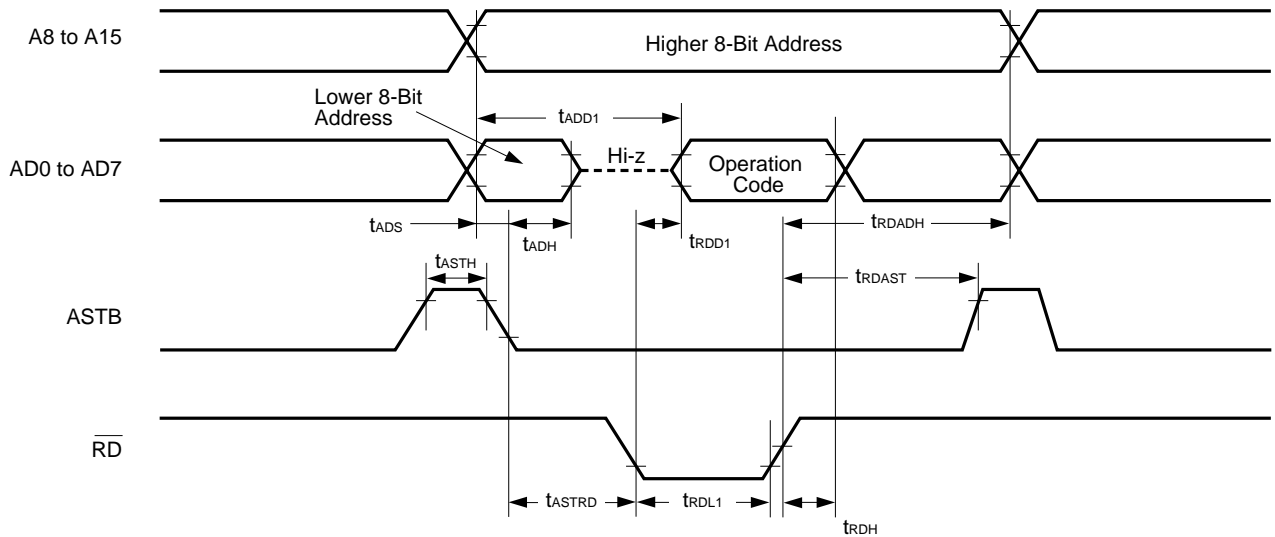 A8 to A15
Higher 8-Bit Address
Lower 8-Bit
Address
tADD1
AD0 to AD7
Hi-z
Operation
Code
tADS
tADH
tRDD1
tRDADH
tASTH
tRDAST
ASTB
RD
tASTRD
tRDL1
tRDH